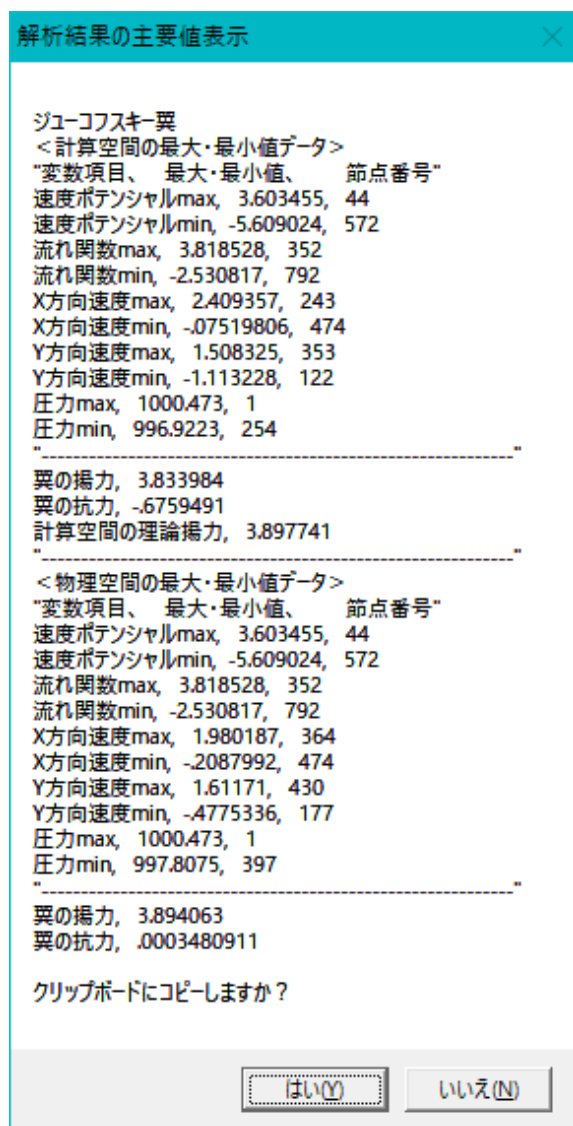 解析結果の主要値表示
ジューコフスキー翼
＜計算空間の最大・最小値データ＞
"変数項目、 最大・最小値、 節点番号"
速度ポテンシャルmax, 3.603455, 44
速度ポテンシャルmin, -5.609024, 572
流れ関数max, 3.818528, 352
流れ関数min, -2.530817, 792
X方向速度max, 2.409357, 243
X方向速度min, -.07519806, 474
Y方向速度max, 1.508325, 353
Y方向速度min, -1.113228, 122
圧力max, 1000.473, 1
圧力min, 996.9223, 254
"------------------------------------------------------------"
翼の揚力, 3.833984
翼の抗力, -.6759491
計算空間の理論揚力, 3.897741
"------------------------------------------------------------"
＜物理空間の最大・最小値データ＞
"変数項目、 最大・最小値、 節点番号"
速度ポテンシャルmax, 3.603455, 44
速度ポテンシャルmin, -5.609024, 572
流れ関数max, 3.818528, 352
流れ関数min, -2.530817, 792
X方向速度max, 1.980187, 364
X方向速度min, -.2087992, 474
Y方向速度max, 1.61171, 430
Y方向速度min, -.4775336, 177
圧力max, 1000.473, 1
圧力min, 997.8075, 397
"------------------------------------------------------------"
翼の揚力, 3.894063
翼の抗力, .0003480911
クリップボードにコピーしますか？
はい(Y) いいえ(N)